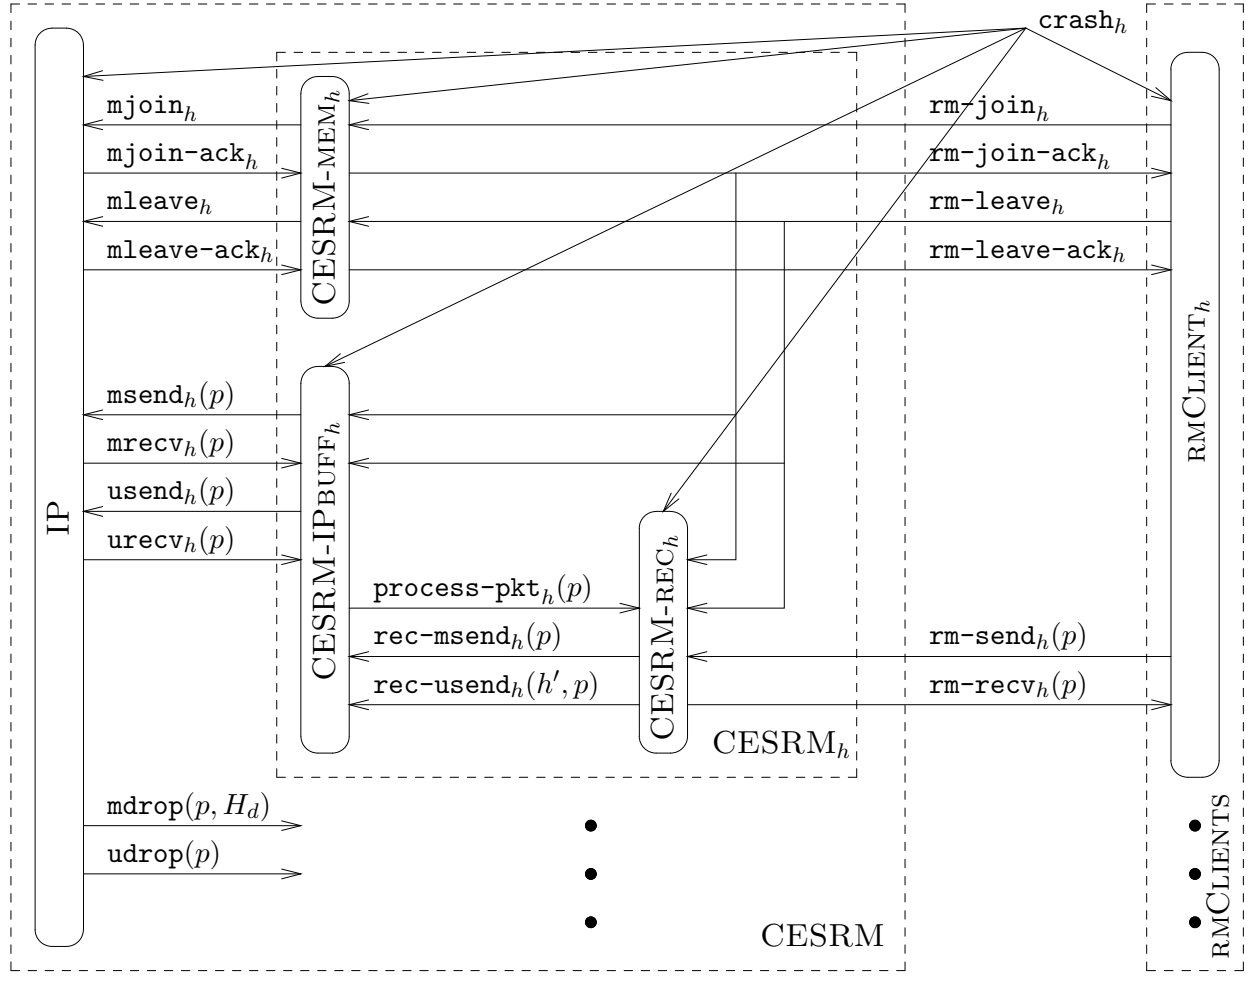 crash_h
mjoin_h
rm-join_h
mjoin-ack_h
rm-join-ack_h
mleave_h
rm-leave_h
mleave-ack_h
rm-leave-ack_h
CESRM-MEM_h
msend_h(p)
mrecv_h(p)
usend_h(p)
urecv_h(p)
IP
CESRM-IPBUFF_h
RMCLIENT_h
process-pkt_h(p)
rec-msend_h(p)
rm-send_h(p)
rec-usend_h(h′, p)
rm-recv_h(p)
CESRM-REC_h
CESRM_h
mdrop(p, H_d)
udrop(p)
CESRM
RMCLIENTS